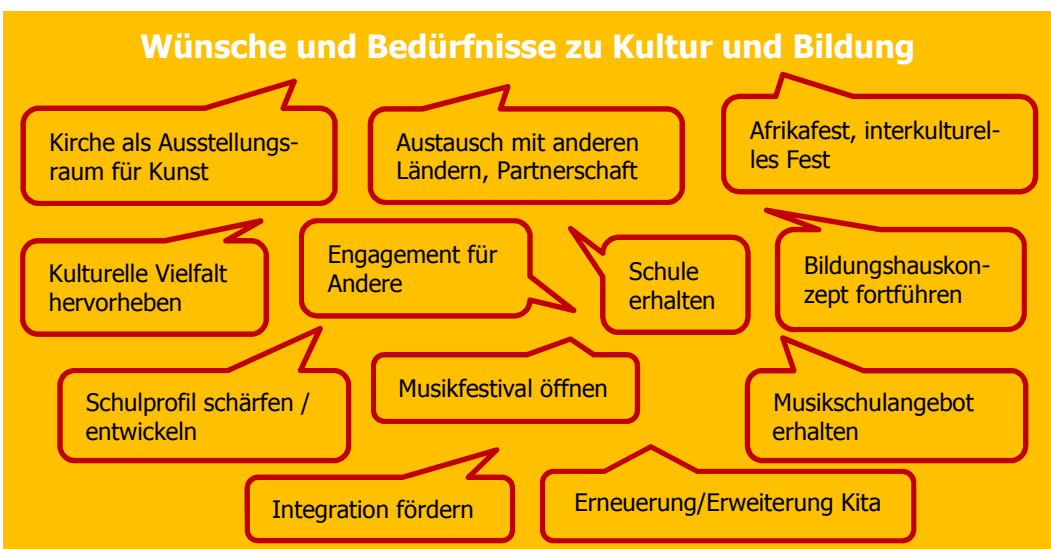 Wünsche und Bedürfnisse zu Kultur und Bildung
Kirche als Ausstellungs-
raum für Kunst
Austausch mit anderen
Ländern, Partnerschaft
Afrikafest, interkulturel-
les Fest
Kulturelle Vielfalt
hervorheben
Engagement für
Andere
Schule
erhalten
Bildungshauskon-
zept fortführen
Schulprofil schärfen /
entwickeln
Musikfestival öffnen
Musikschulangebot
erhalten
Integration fördern
Erneuerung/Erweiterung Kita